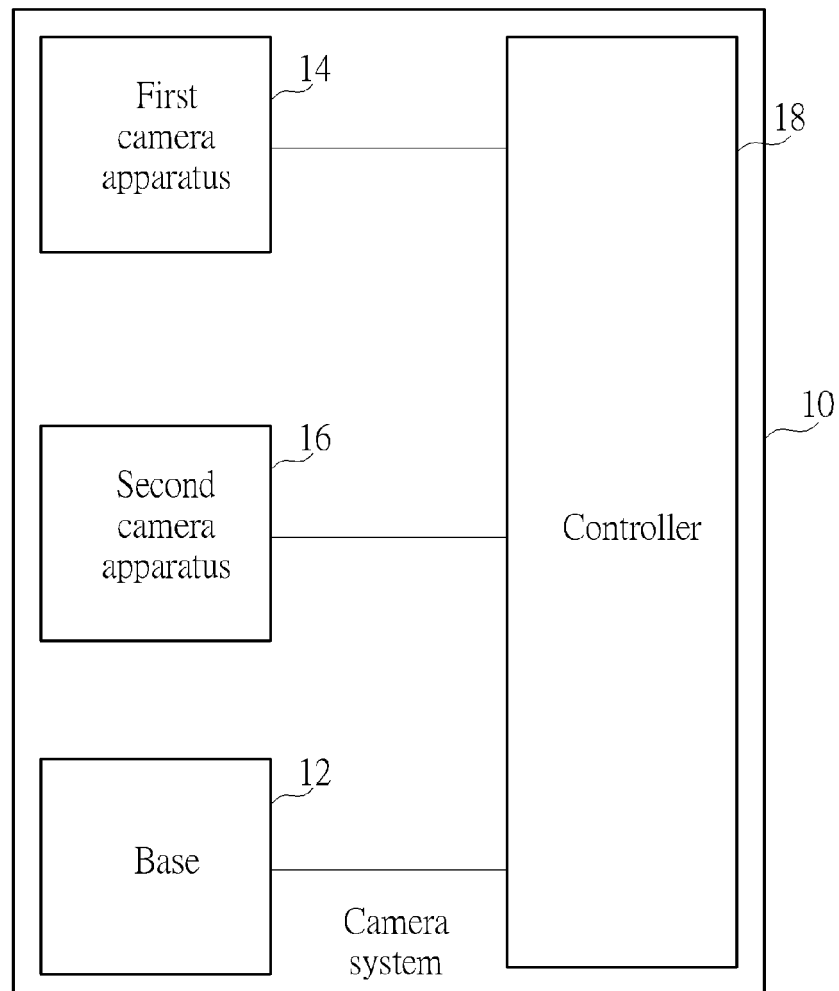 14
First
camera
apparatus
18
10
16
Second
camera
apparatus
Controller
12
Base
Camera
system